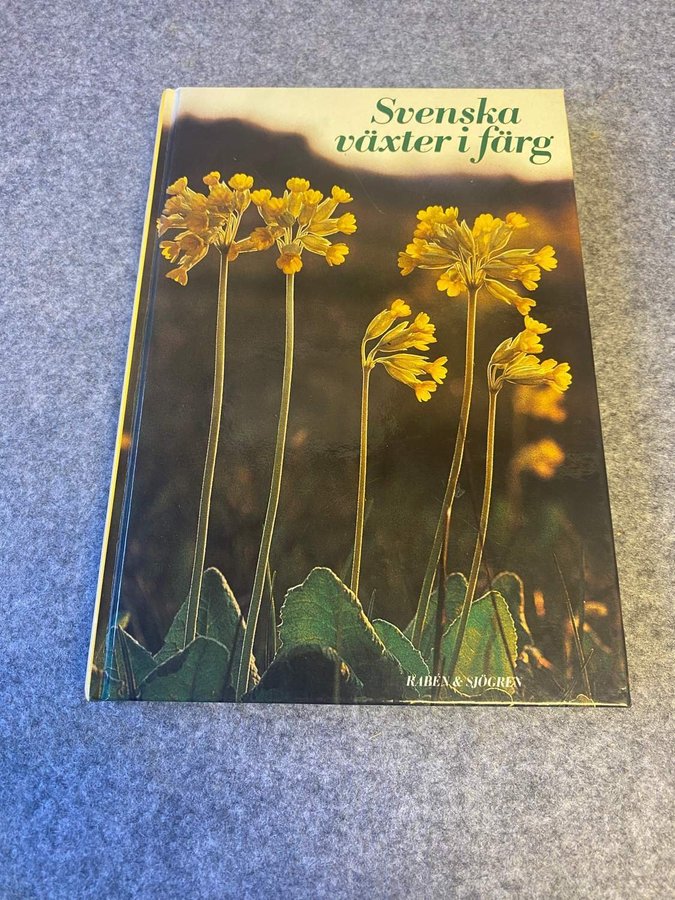 Svenska
växter i färg
RABÉN & SJÖGREN